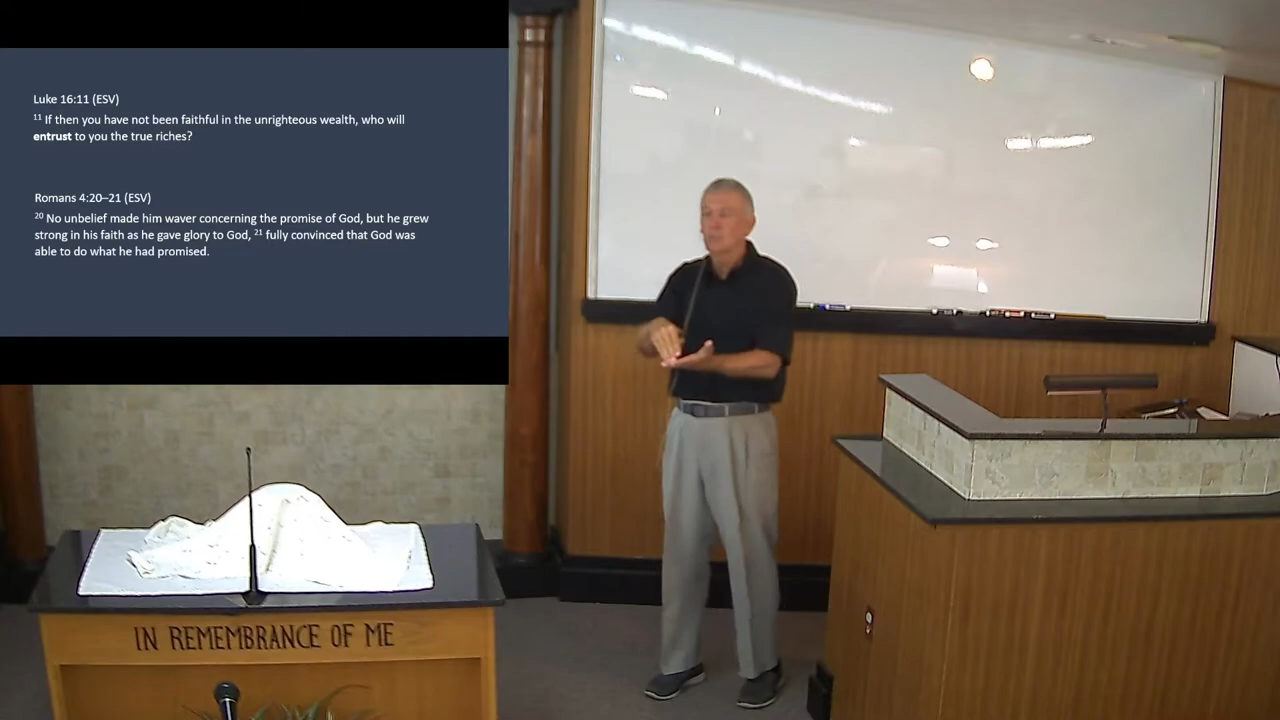 Luke 16:11 (ESV)
11 If then you have not been faithful in the unrighteous wealth, who will
entrust to you the true riches?
Romans 4:20–21 (ESV)
20 No unbelief made him waver concerning the promise of God, but he grew
strong in his faith as he gave glory to God, 21 fully convinced that God was
able to do what he had promised.
IN REMEMBRANCE OF ME